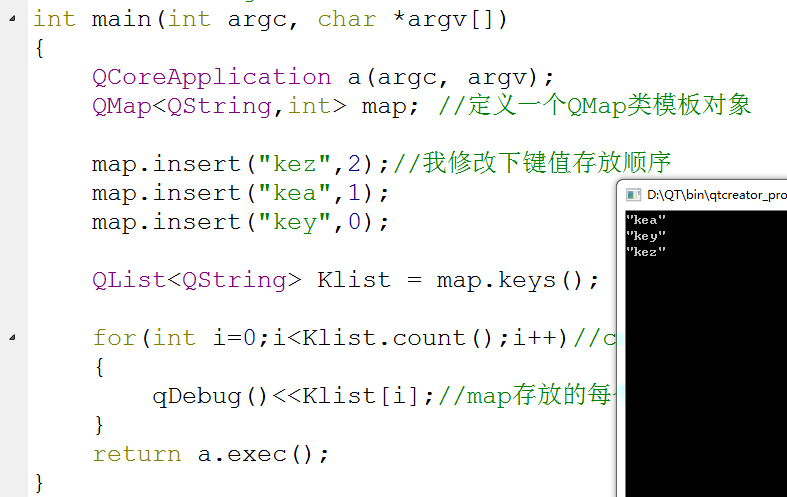 int main(int argc, char *argv[])
{
    QCoreApplication a(argc, argv);
    QMap<QString,int> map; //定义一个QMap类模板对象
    map.insert("kez",2);//我修改下键值存放顺序
    map.insert("kea",1);
    map.insert("key",0);
    QList<QString> Klist = map.keys();
    for(int i=0;i<Klist.count();i++)//c
    {
        qDebug()<<Klist[i];//map存放的每
    }
    return a.exec();
}
D:\QT\bin\qtcreator_pro
"kea"
"key"
"kez"